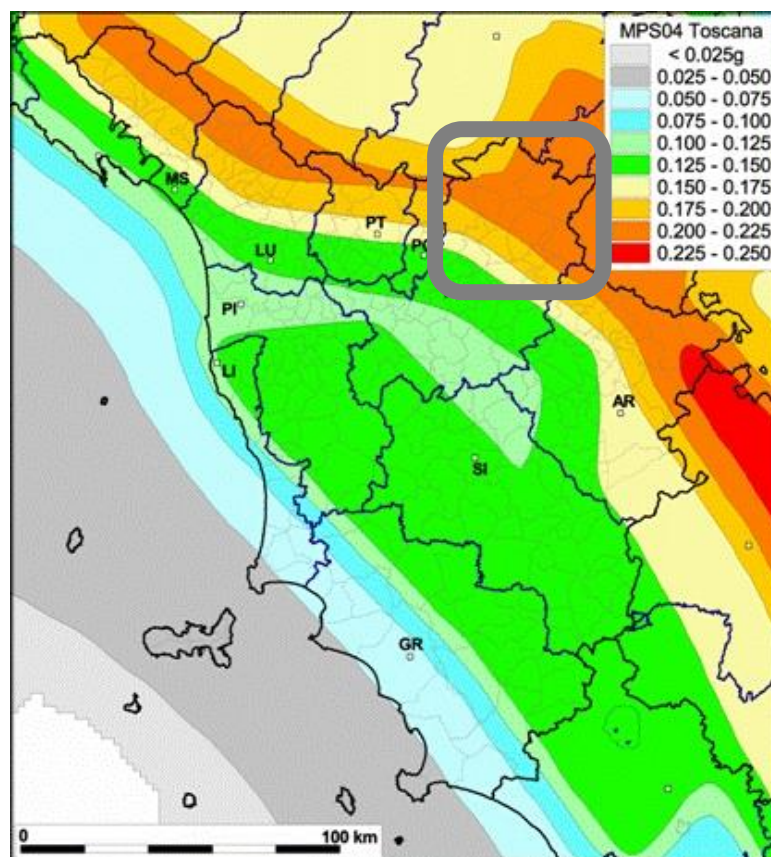 MPS04 Toscana
< 0.025g
0.025 - 0.050
0.050 - 0.075
0.075 - 0.100
0.100 - 0.125
0.125 - 0.150
0.150 - 0.175
0.175 - 0.200
0.200 - 0.225
0.225 - 0.250
MS
PT
LU
PI
LI
AR
SI
GR
0
100 km